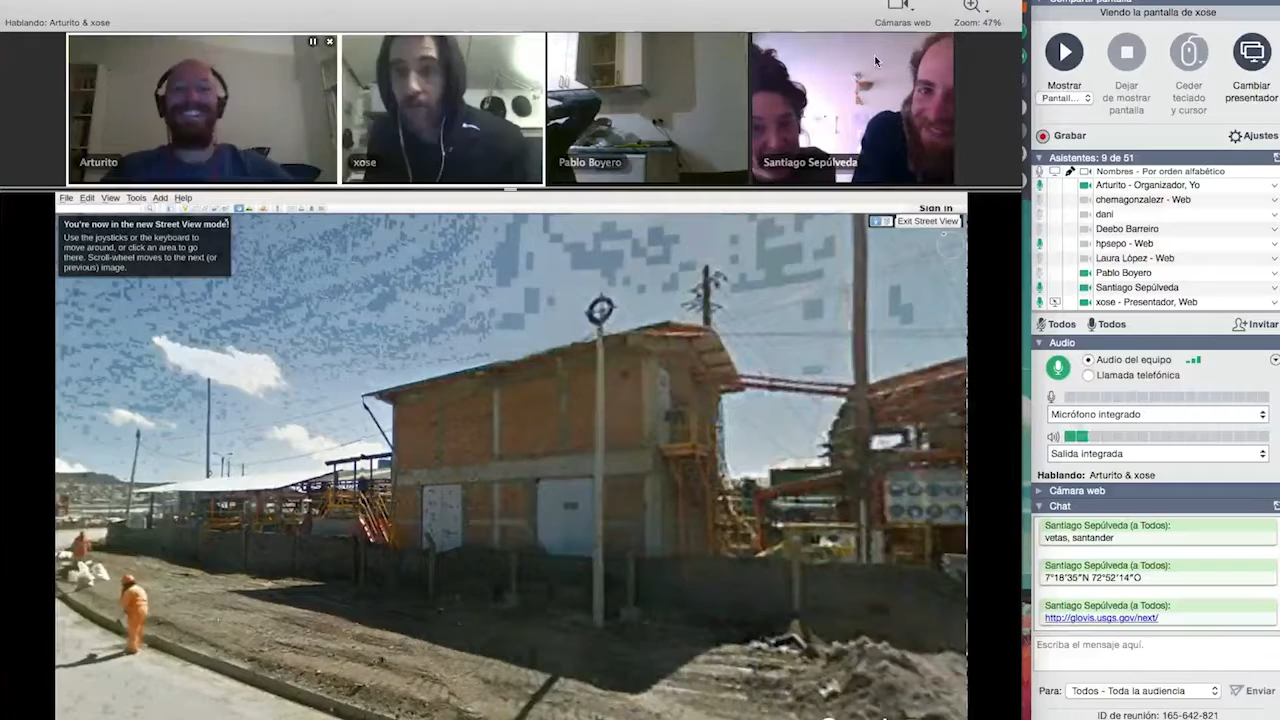 Compartir pantalla
Hablando: Arturito & xose
Cámaras web
Zoom: 47%
Viendo la pantalla de xose
Arturito
xose
Pablo Boyero
Santiago Sepúlveda
Mostrar
Pantall...
Dejar
de mostrar
pantalla
Ceder
teclado
y cursor
Cambiar
presentador
Grabar
Ajustes
Asistentes: 9 de 51
Nombres - Por orden alfabético
Arturito - Organizador, Yo
chemagonzalezr - Web
dani
Deebo Barreiro
hpsepo - Web
Laura López - Web
Pablo Boyero
Santiago Sepúlveda
xose - Presentador, Web
Todos
Todos
Invitar
File Edit View Tools Add Help
Sign in
You're now in the new Street View mode!
Use the joysticks or the keyboard to
move around, or click an area to go
there. Scroll-wheel moves to the next (or
previous) image.
Exit Street View
Audio
Audio del equipo
Llamada telefónica
Micrófono integrado
Salida integrada
Hablando: Arturito & xose
Cámara web
Chat
Santiago Sepúlveda (a Todos):
vetas, santander
Santiago Sepúlveda (a Todos):
7°18′35″N 72°52′14″O
Santiago Sepúlveda (a Todos):
http://glovis.usgs.gov/next/
Escriba el mensaje aquí.
Para:
Todos - Toda la audiencia
Enviar
ID de reunión: 165-642-821